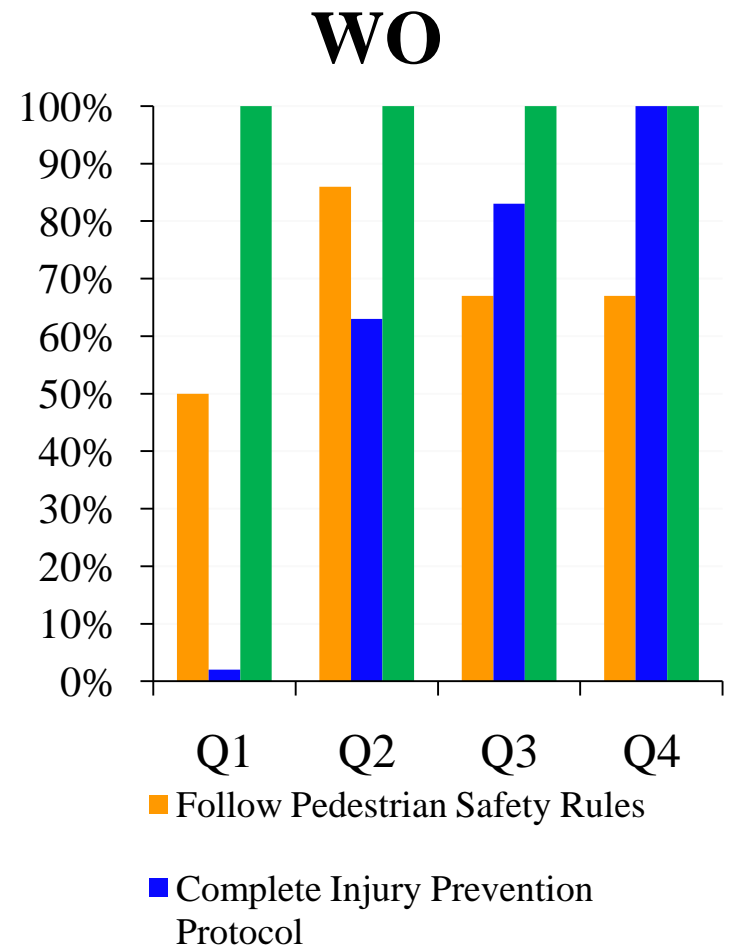 WO
100%
90%
80%
70%
60%
50%
40%
30%
20%
10%
0%
Q1 Q2 Q3 Q4
Follow Pedestrian Safety Rules
Complete Injury Prevention
Protocol